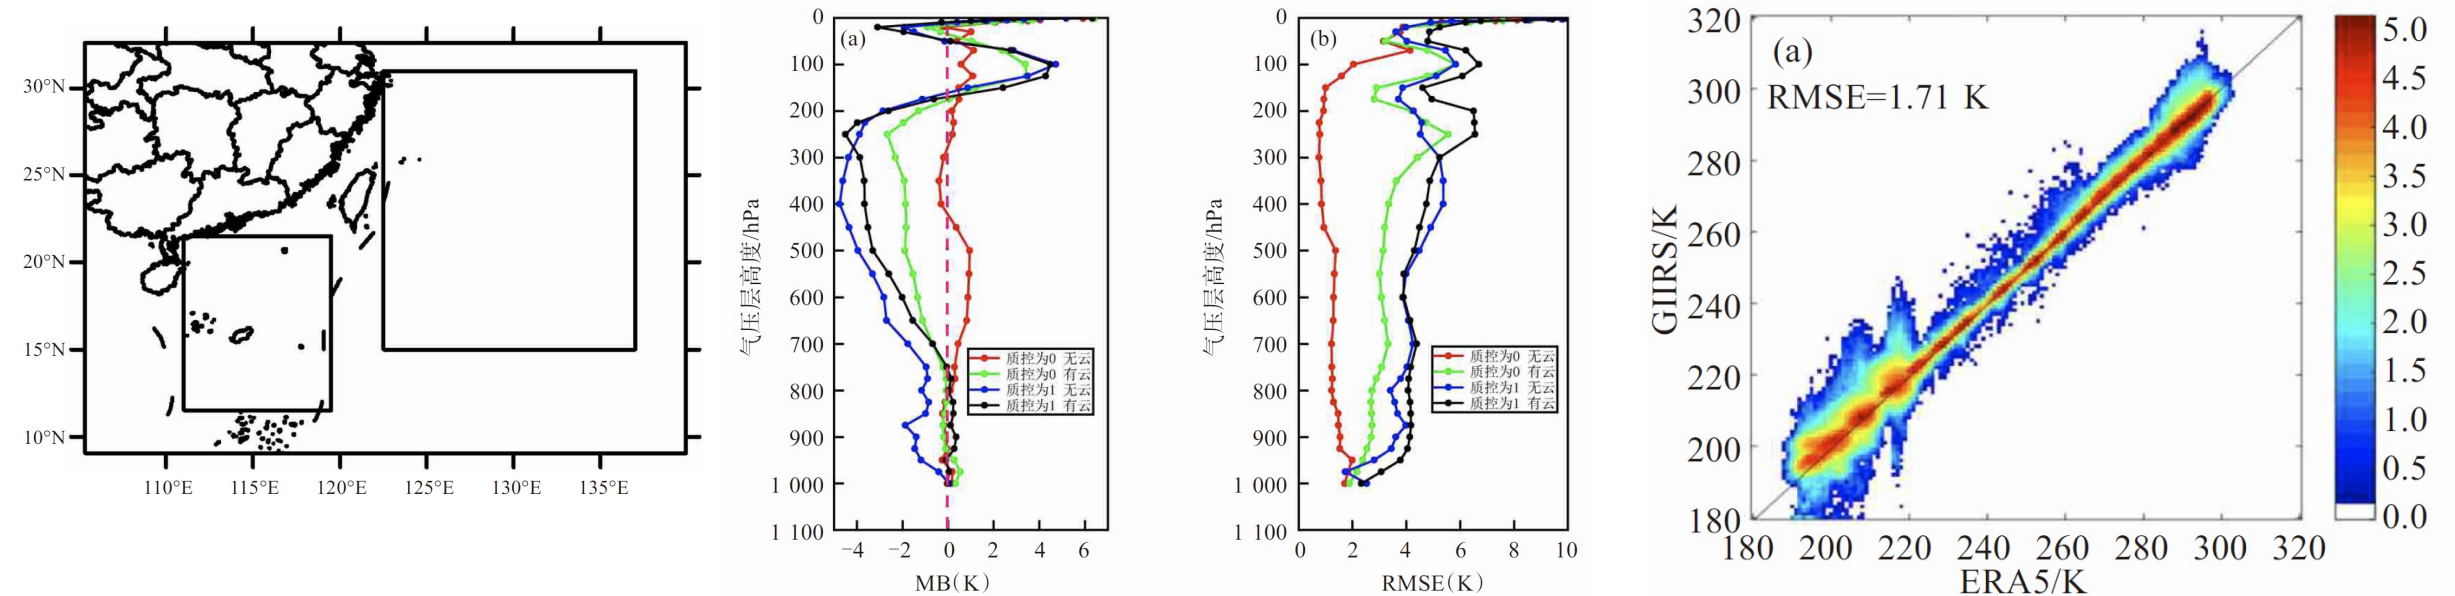 30°N
25°N
20°N
15°N
10°N
110°E 115°E 120°E 125°E 130°E 135°E
(a)
0
100
200
300
400
500
600
700
800
900
1 000
1 100
气压层高度/hPa
质控为0 无云
质控为0 有云
质控为1 无云
质控为1 有云
−4 −2 0 2 4 6
MB(K)
(b)
0
100
200
300
400
500
600
700
800
900
1 000
1 100
气压层高度/hPa
质控为0 无云
质控为0 有云
质控为1 无云
质控为1 有云
0 2 4 6 8 10
RMSE(K)
(a)
RMSE=1.71 K
320
300
280
260
240
220
200
180
GIIRS/K
180 200 220 240 260 280 300 320
ERA5/K
5.0
4.5
4.0
3.5
3.0
2.5
2.0
1.5
1.0
0.5
0.0